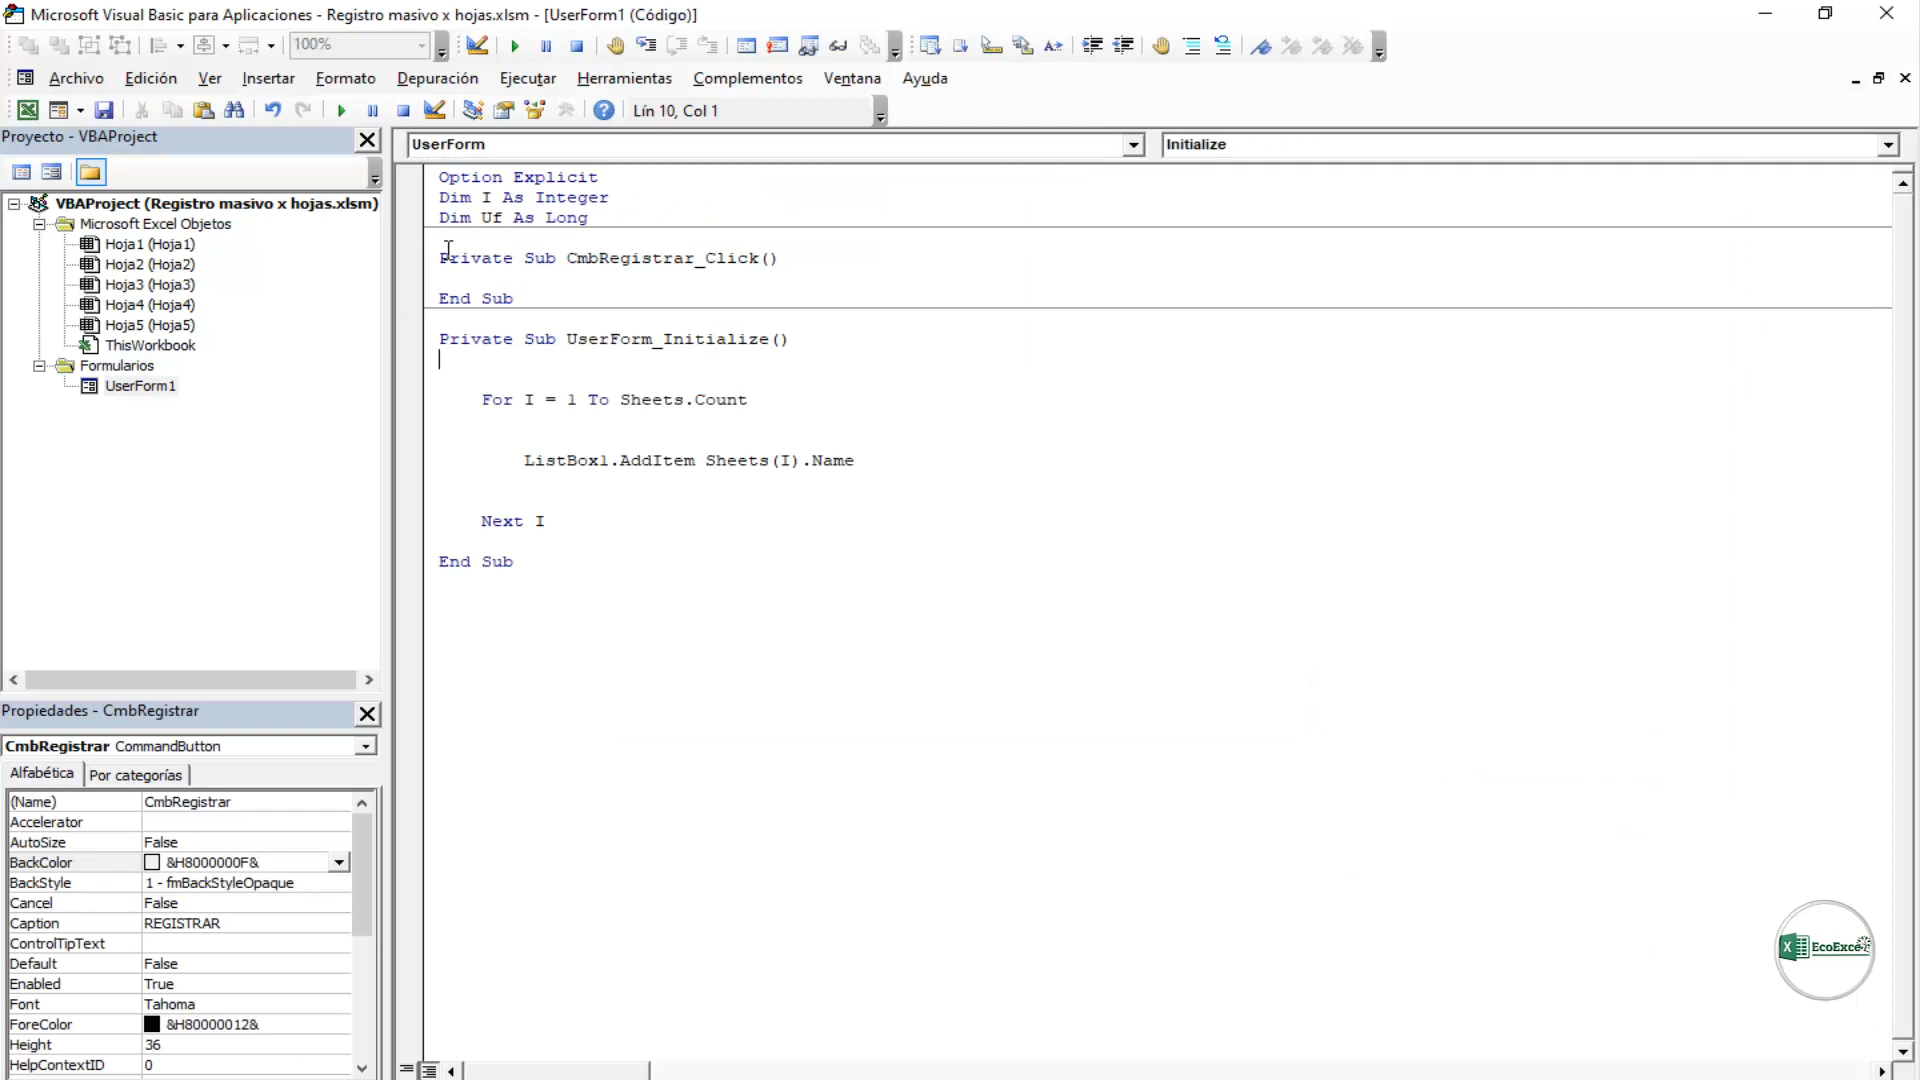 Microsoft Visual Basic para Aplicaciones - Registro masivo x hojas.xlsm - [UserForm1 (Código)]
100%
Archivo Edición Ver Insertar Formato Depuración Ejecutar Herramientas Complementos Ventana Ayuda
Lín 10, Col 1
Proyecto - VBAProject
VBAProject (Registro masivo x hojas.xlsm)
Microsoft Excel Objetos
Hoja1 (Hoja1)
Hoja2 (Hoja2)
Hoja3 (Hoja3)
Hoja4 (Hoja4)
Hoja5 (Hoja5)
ThisWorkbook
Formularios
UserForm1
Propiedades - CmbRegistrar
CmbRegistrar CommandButton
Alfabética Por categorías
(Name) CmbRegistrar
Accelerator
AutoSize False
BackColor &H8000000F&
BackStyle 1 - fmBackStyleOpaque
Cancel False
Caption REGISTRAR
ControlTipText
Default False
Enabled True
Font Tahoma
ForeColor &H80000012&
Height 36
HelpContextID 0
UserForm Initialize
Option Explicit
Dim I As Integer
Dim Uf As Long
Private Sub CmbRegistrar_Click()
End Sub
Private Sub UserForm_Initialize()
For I = 1 To Sheets.Count
ListBox1.AddItem Sheets(I).Name
Next I
End Sub
EcoExcel